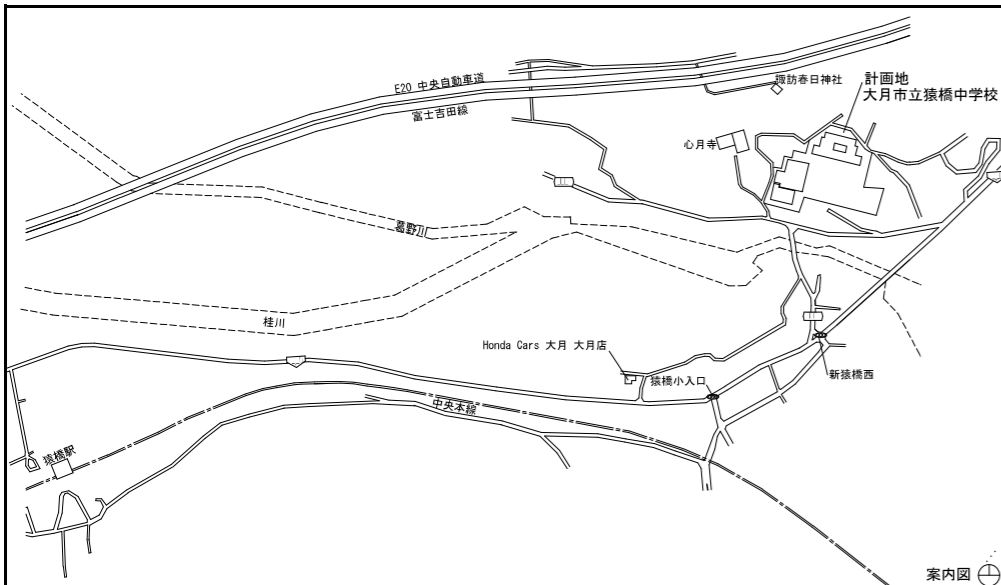 E20 中央自動車道
富士吉田線
諏訪春日神社
計画地
大月市立猿橋中学校
心月寺
葛野川
桂川
Honda Cars 大月 大月店
猿橋小入口
新猿橋西
中央本線
猿橋駅
案内図